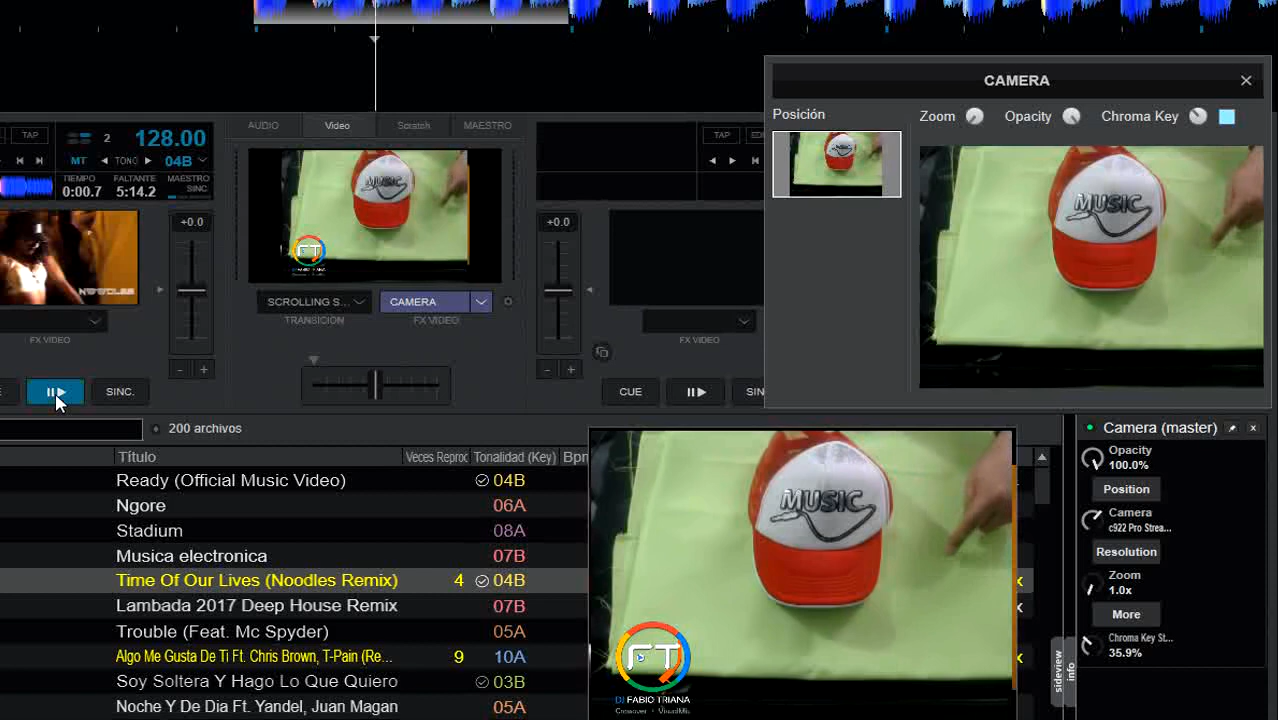 CAMERA
Posición
Zoom
Opacity
Chroma Key
MUSIC
TAP
2
128.00
MT
TONO
04B
TIEMPO
0:00.7
FALTANTE
5:14.2
MAESTRO
SINC
AUDIO
Video
Scratch
MAESTRO
MUSIC
FT
TAP
MUSIC
NOODLES
+0.0
+0.0
SCROLLING S...
CAMERA
TRANSICIÓN
FX VIDEO
FX VIDEO
FX VIDEO
- +
- +
SINC.
CUE
200 archivos
Título
Veces Reproc
Tonalidad (Key)
Bpm
Ready (Official Music Video)
04B
Ngore
06A
Stadium
08A
Musica electronica
07B
Time Of Our Lives (Noodles Remix)
4
04B
Lambada 2017 Deep House Remix
07B
Trouble (Feat. Mc Spyder)
05A
Algo Me Gusta De Ti Ft. Chris Brown, T-Pain (Re...
9
10A
Soy Soltera Y Hago Lo Que Quiero
03B
Noche Y De Dia Ft. Yandel, Juan Magan
05A
MUSIC
FT
DJ FABIO TRIANA
Crossover - VisualMix
sideview
info
Camera (master)
Opacity
100.0%
Position
Camera
c922 Pro Strea...
Resolution
Zoom
1.0x
More
Chroma Key St...
35.9%